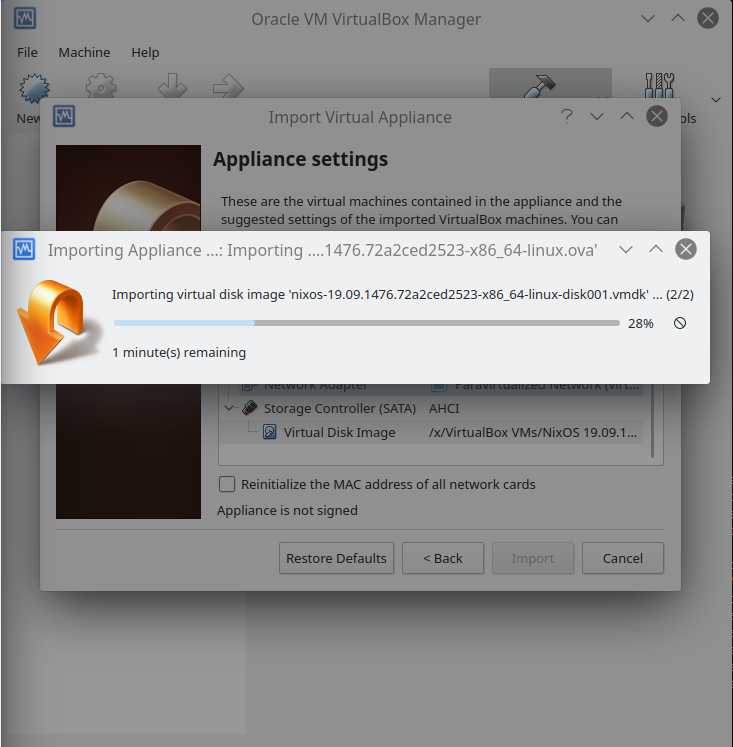 Oracle VM VirtualBox Manager
File Machine Help
New
ols
Import Virtual Appliance
Appliance settings
These are the virtual machines contained in the appliance and the
suggested settings of the imported VirtualBox machines. You can
Importing Appliance ...: Importing ....1476.72a2ced2523-x86_64-linux.ova'
Importing virtual disk image 'nixos-19.09.1476.72a2ced2523-x86_64-linux-disk001.vmdk' ... (2/2)
28%
1 minute(s) remaining
Network Adapter Paravirtualized Network (virt...
Storage Controller (SATA) AHCI
Virtual Disk Image /x/VirtualBox VMs/NixOS 19.09.1...
Reinitialize the MAC address of all network cards
Appliance is not signed
Restore Defaults < Back Import Cancel